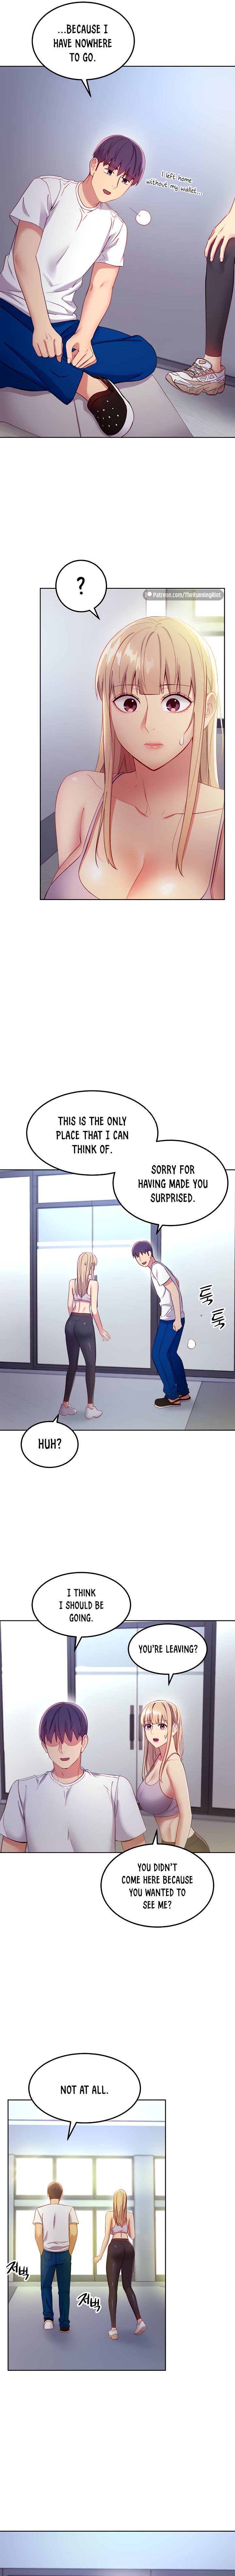 ...BECAUSE I
HAVE NOWHERE
TO GO.
I left home
without my wallet...
?
Patreon.com/TheRunningRiot
THIS IS THE ONLY
PLACE THAT I CAN
THINK OF.
SORRY FOR
HAVING MADE YOU
SURPRISED.
툭
툭
HUH?
I THINK
I SHOULD BE
GOING.
YOU'RE LEAVING?
YOU DIDN'T
COME HERE BECAUSE
YOU WANTED TO
SEE ME?
NOT AT ALL.
저벅
저벅